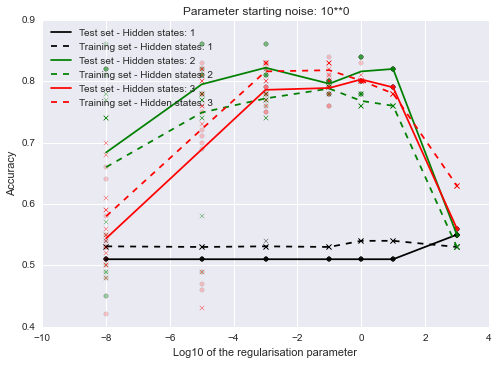 Parameter starting noise: 10**0
0.9
Test set - Hidden states: 1
Training set - Hidden states: 1
Test set - Hidden states: 2
Training set - Hidden states: 2
Test set - Hidden states: 3
Training set - Hidden states: 3
0.8
0.7
0.6
0.5
0.4
Accuracy
−10 −8 −6 −4 −2 0 2 4
Log10 of the regularisation parameter